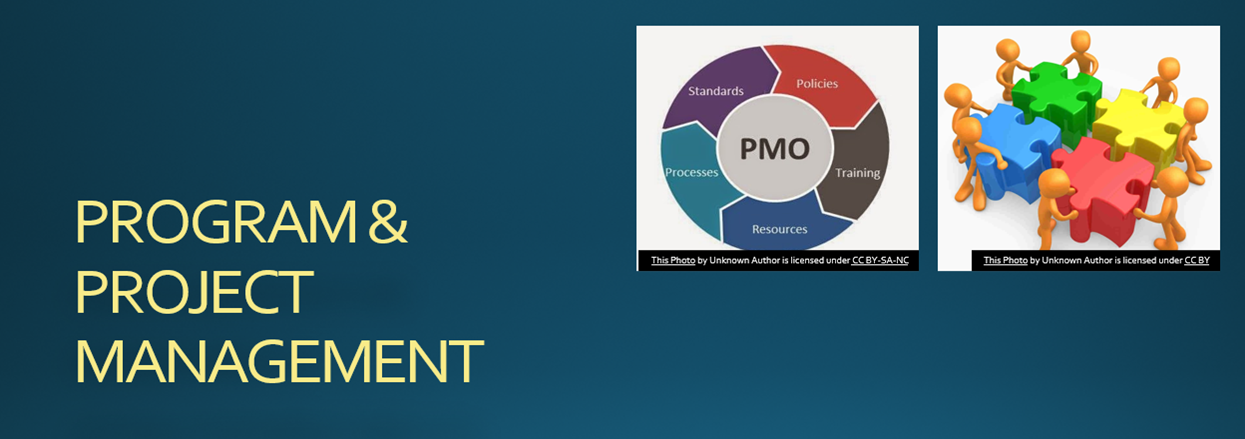 PROGRAM &
PROJECT
MANAGEMENT
Standards
Policies
PMO
Processes
Training
Resources
This Photo by Unknown Author is licensed under CC BY-SA-NC
This Photo by Unknown Author is licensed under CC BY